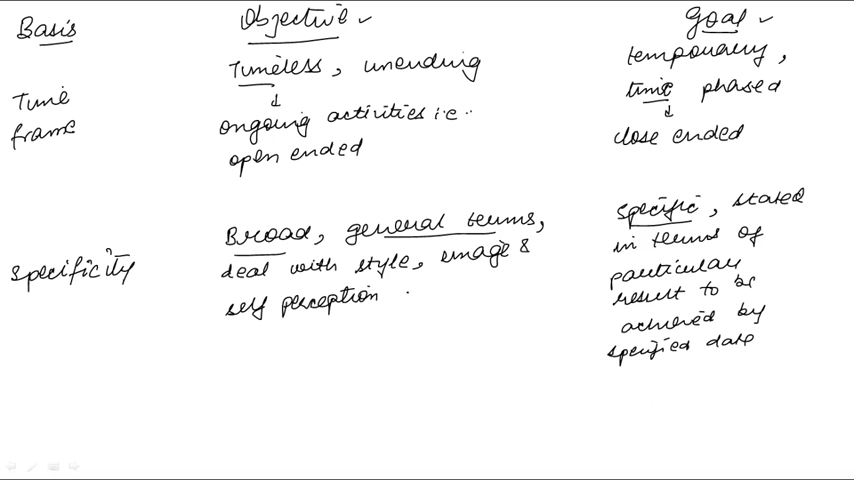 Basis Objective ✓ Goal ✓
Time frame
Timeless, unending
↓
ongoing activities i.e..
open ended
temporary,
time phased
↓
close ended
Specificity
Broad, general terms,
deal with style, image &
self perception .
Specific, stated
in terms of
particular
result to be
achieved by
specified date